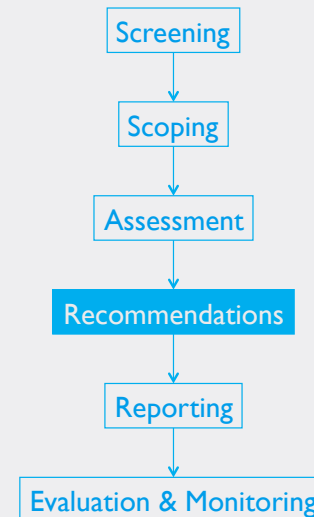 Screening
Scoping
Assessment
Recommendations
Reporting
Evaluation & Monitoring